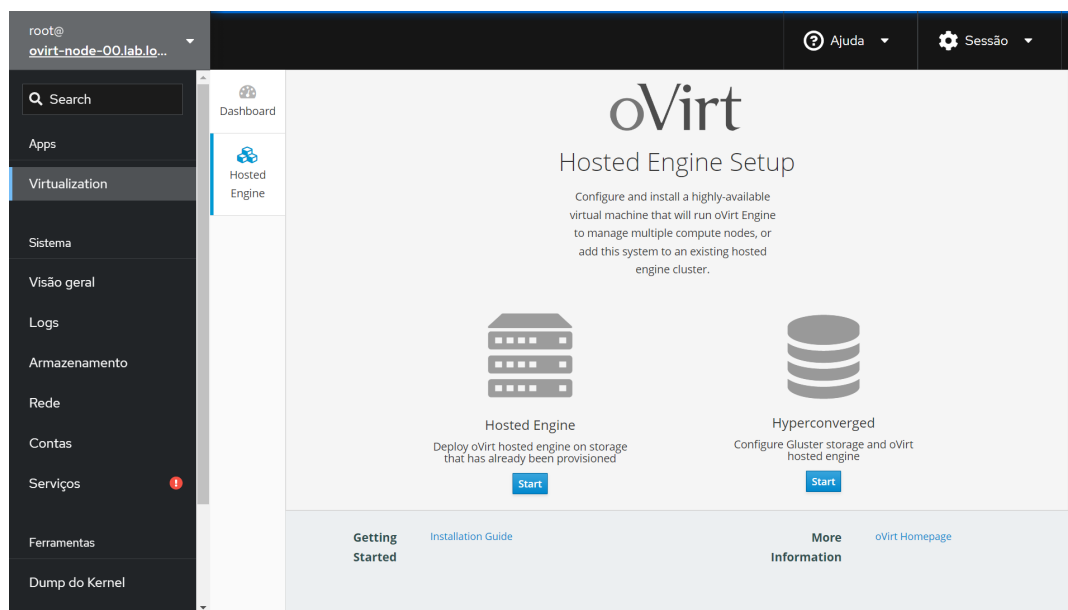 root@
ovirt-node-00.lab.lo...
Ajuda
Sessão
Search
Apps
Virtualization
Sistema
Visão geral
Logs
Armazenamento
Rede
Contas
Serviços
Ferramentas
Dump do Kernel
Dashboard
Hosted
Engine
oVirt
Hosted Engine Setup
Configure and install a highly-available
virtual machine that will run oVirt Engine
to manage multiple compute nodes, or
add this system to an existing hosted
engine cluster.
Hosted Engine
Deploy oVirt hosted engine on storage
that has already been provisioned
Start
Hyperconverged
Configure Gluster storage and oVirt
hosted engine
Start
Getting
Started
Installation Guide
More
Information
oVirt Homepage